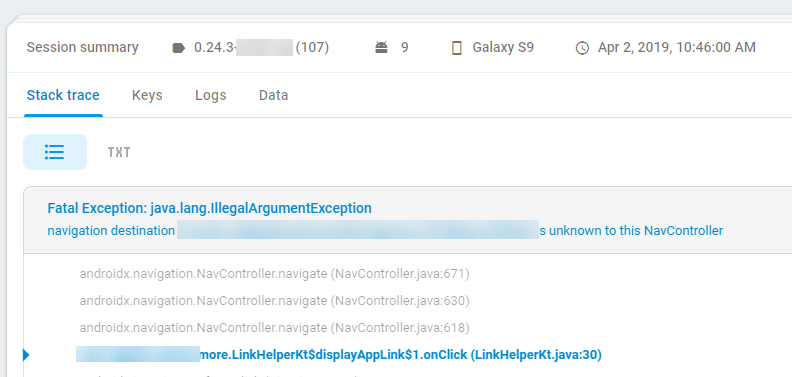 Session summary 0.24.3- (107) 9 Galaxy S9 Apr 2, 2019, 10:46:00 AM
Stack trace Keys Logs Data
TXT
Fatal Exception: java.lang.IllegalArgumentException
navigation destination s unknown to this NavController
androidx.navigation.NavController.navigate (NavController.java:671)
androidx.navigation.NavController.navigate (NavController.java:630)
androidx.navigation.NavController.navigate (NavController.java:618)
more.LinkHelperKt$displayAppLink$1.onClick (LinkHelperKt.java:30)